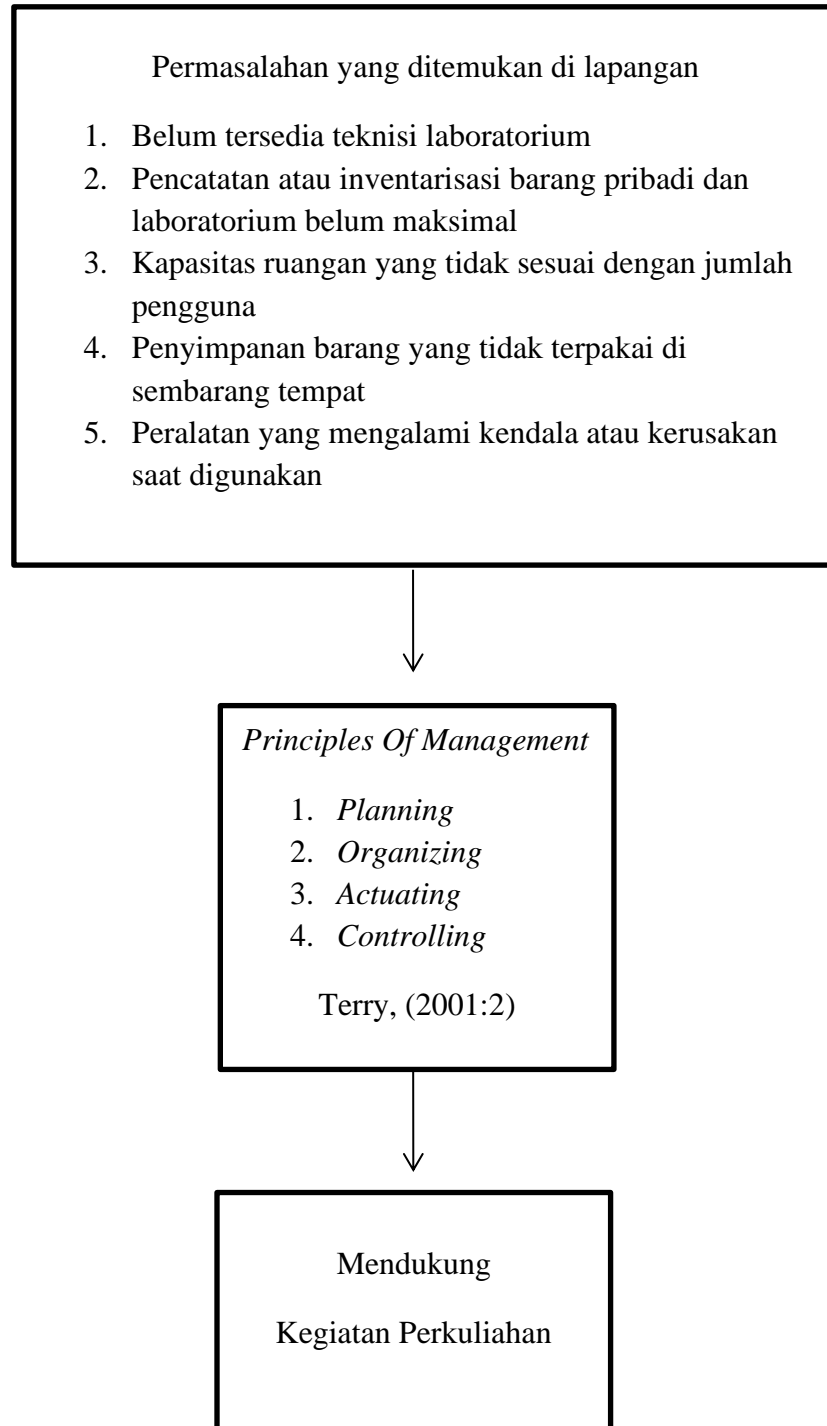 Permasalahan yang ditemukan di lapangan
1. Belum tersedia teknisi laboratorium
2. Pencatatan atau inventarisasi barang pribadi dan
laboratorium belum maksimal
3. Kapasitas ruangan yang tidak sesuai dengan jumlah
pengguna
4. Penyimpanan barang yang tidak terpakai di
sembarang tempat
5. Peralatan yang mengalami kendala atau kerusakan
saat digunakan
Principles Of Management
1. Planning
2. Organizing
3. Actuating
4. Controlling
Terry, (2001:2)
Mendukung
Kegiatan Perkuliahan